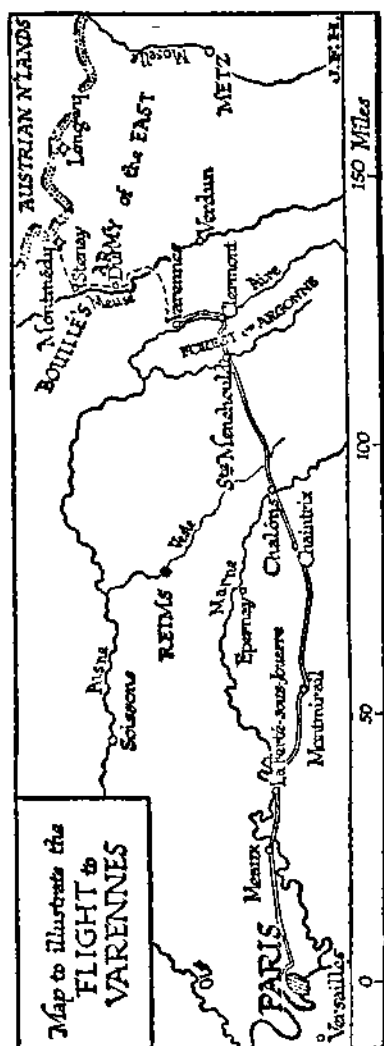 Map to illustrate the
FLIGHT to
VARENNES
AUSTRIAN N'LANDS
Longwy
Moselle
METZ
J.F.H.
Montmédy
Stenay
BOUILLÉ'S
ARMY
of the EAST
Dun
Meuse
Verdun
Varennes
Clermont
Aire
FOREST OF ARGONNE
Ste Menehould
Aisne
Soissons
Vesle
REIMS
Marne
Epernay
Châlons
Chaintrix
La Ferté-sous-Jouarre
Montmirail
Meaux
Oise
PARIS
Versailles
0
50
100
150 Miles